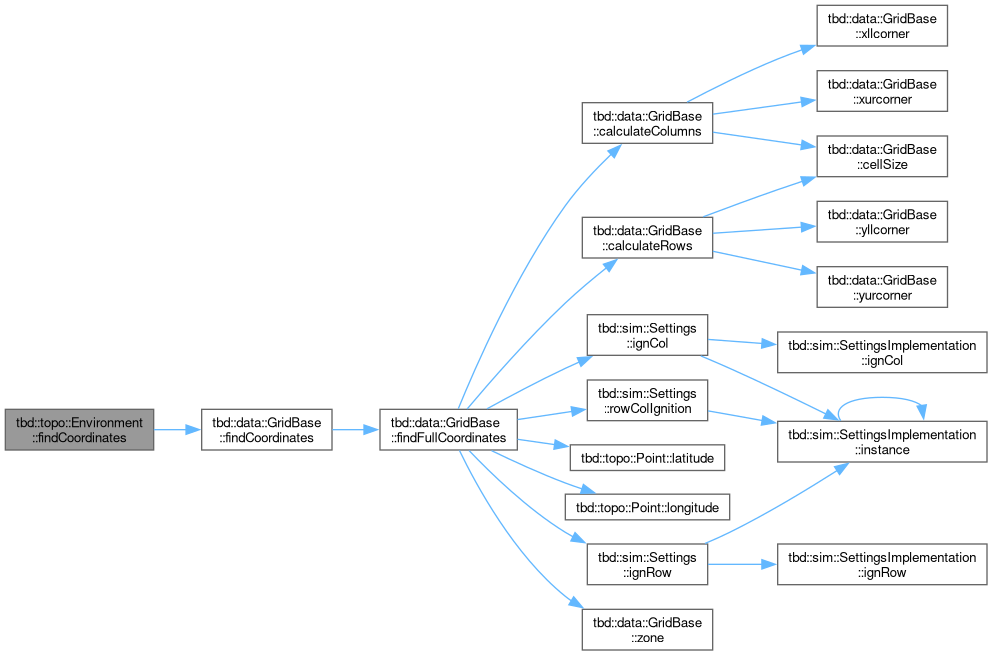 tbd::topo::Environment
::findCoordinates
tbd::data::GridBase
::findCoordinates
tbd::data::GridBase
::findFullCoordinates
tbd::data::GridBase
::calculateColumns
tbd::data::GridBase
::calculateRows
tbd::sim::Settings
::ignCol
tbd::sim::Settings
::rowColIgnition
tbd::topo::Point::latitude
tbd::topo::Point::longitude
tbd::sim::Settings
::ignRow
tbd::data::GridBase
::zone
tbd::data::GridBase
::xllcorner
tbd::data::GridBase
::xurcorner
tbd::data::GridBase
::cellSize
tbd::data::GridBase
::yllcorner
tbd::data::GridBase
::yurcorner
tbd::sim::SettingsImplementation
::ignCol
tbd::sim::SettingsImplementation
::instance
tbd::sim::SettingsImplementation
::ignRow